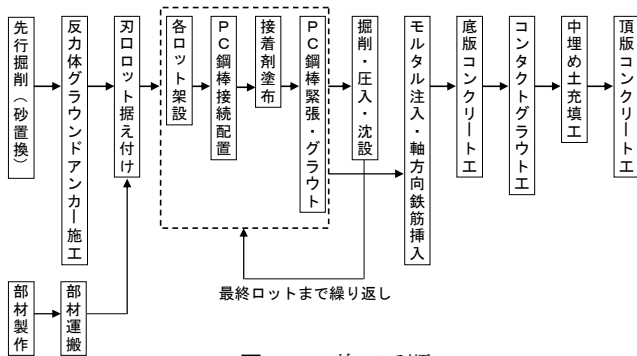 先行掘削（砂置換）
反力体グラウンドアンカー施工
刃口ロット据え付け
各ロット架設
ＰＣ鋼棒接続配置
接着剤塗布
ＰＣ鋼棒緊張・グラウト
掘削・圧入・沈設
モルタル注入・軸方向鉄筋挿入
底版コンクリート工
コンタクトグラウト工
中埋め土充填工
頂版コンクリート工
最終ロットまで繰り返し
部材製作
部材運搬